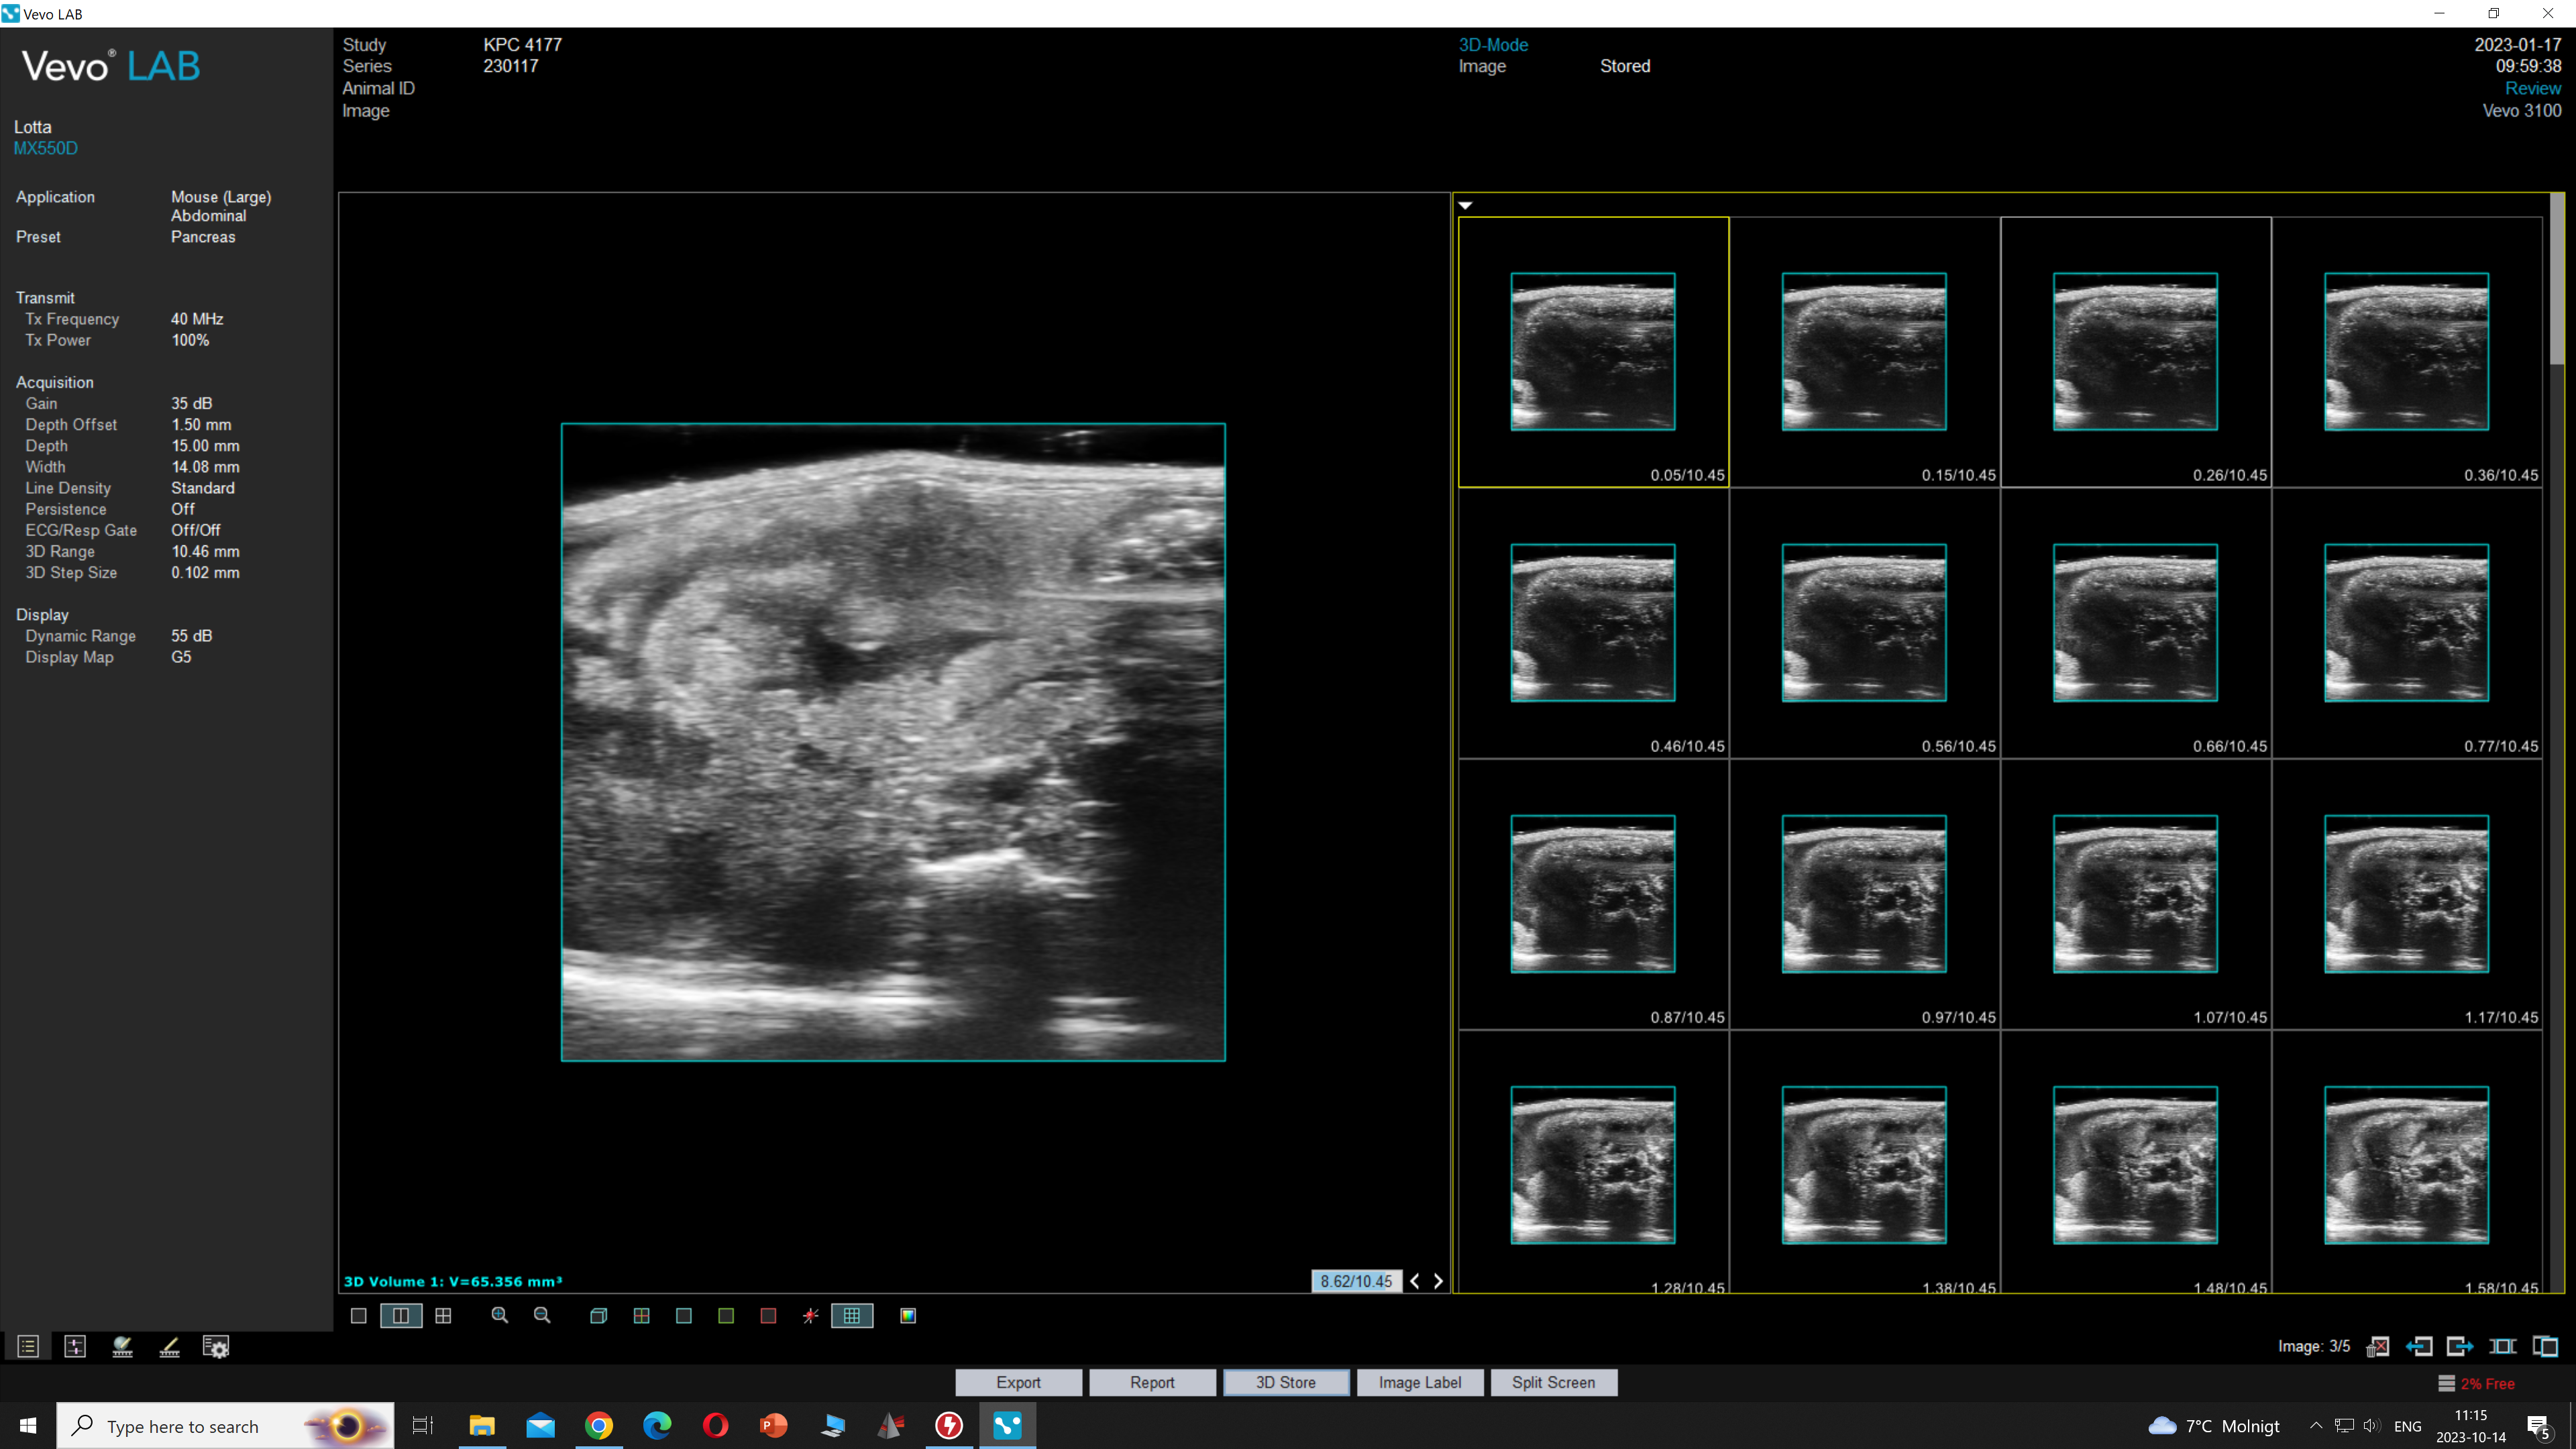 Vevo LAB
Vevo® LAB
Lotta
MX550D
Application Mouse (Large)
Abdominal
Preset Pancreas
Transmit
Tx Frequency 40 MHz
Tx Power 100%
Acquisition
Gain 35 dB
Depth Offset 1.50 mm
Depth 15.00 mm
Width 14.08 mm
Line Density Standard
Persistence Off
ECG/Resp Gate Off/Off
3D Range 10.46 mm
3D Step Size 0.102 mm
Display
Dynamic Range 55 dB
Display Map G5
Study KPC 4177
Series 230117
Animal ID
Image
3D-Mode
Image Stored
2023-01-17
09:59:38
Review
Vevo 3100
0.05/10.45 0.15/10.45 0.26/10.45 0.36/10.45
0.46/10.45 0.56/10.45 0.66/10.45 0.77/10.45
0.87/10.45 0.97/10.45 1.07/10.45 1.17/10.45
1.28/10.45 1.38/10.45 1.48/10.45 1.58/10.45
3D Volume 1: V=65.356 mm³
8.62/10.45
Image: 3/5
Export Report 3D Store Image Label Split Screen
2% Free
Type here to search
P
7°C Molnigt
ENG
11:15
2023-10-14
5